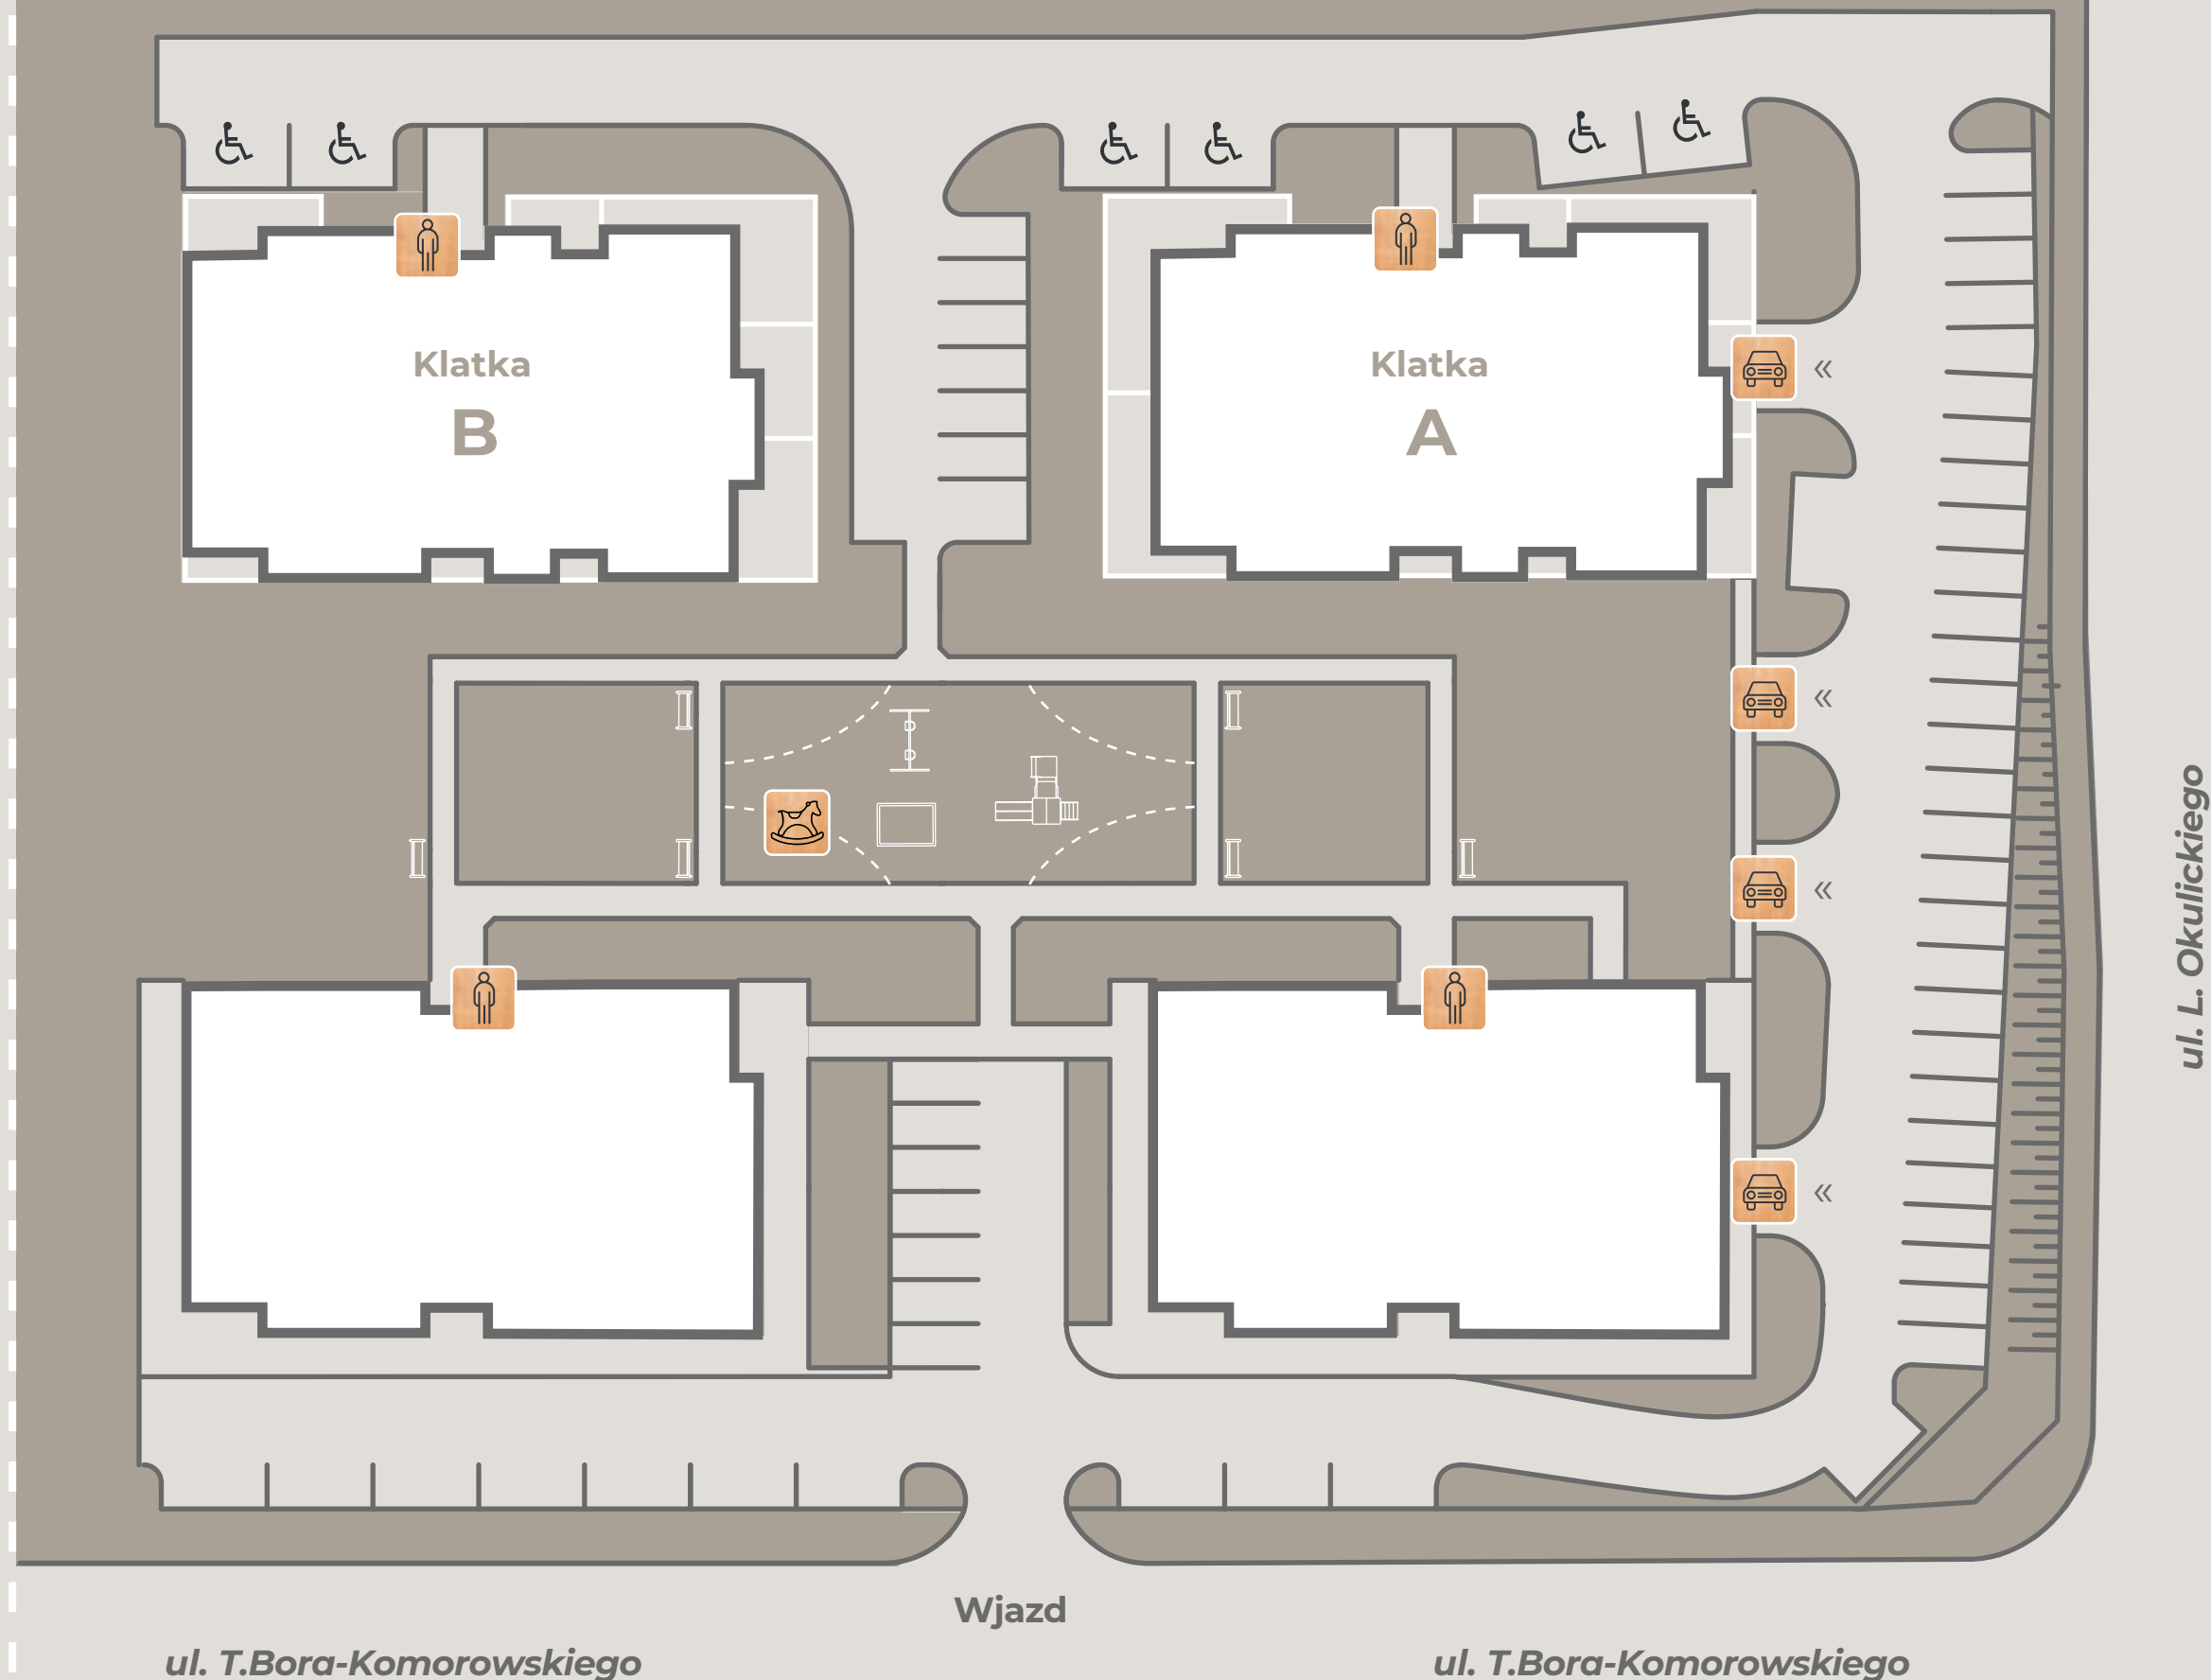 Klatka
B
Klatka
A
ul. L. Okulickiego
Wjazd
ul. T.Bora-Komorowskiego
ul. T.Bora-Komorowskiego